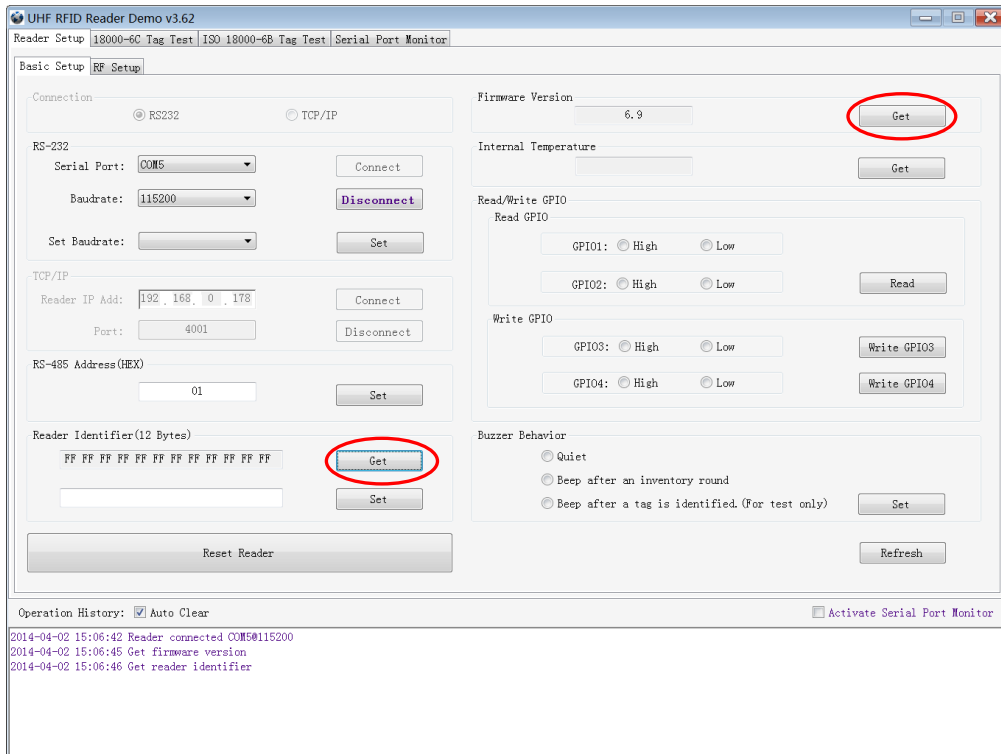 UHF RFID Reader Demo v3.62
Reader Setup 18000-6C Tag Test ISO 18000-6B Tag Test Serial Port Monitor
Basic Setup RF Setup
Connection
RS232 TCP/IP
RS-232
Serial Port: COM5 Connect
Baudrate: 115200 Disconnect
Set Baudrate: Set
TCP/IP
Reader IP Add: 192 . 168 . 0 . 178 Connect
Port: 4001 Disconnect
RS-485 Address(HEX)
01 Set
Reader Identifier(12 Bytes)
FF FF FF FF FF FF FF FF FF FF FF FF Get
Set
Reset Reader
Firmware Version
6.9 Get
Internal Temperature
Get
Read/Write GPIO
Read GPIO
GPIO1: High Low
GPIO2: High Low Read
Write GPIO
GPIO3: High Low Write GPIO3
GPIO4: High Low Write GPIO4
Buzzer Behavior
Quiet
Beep after an inventory round
Beep after a tag is identified.(For test only) Set
Refresh
Operation History: Auto Clear Activate Serial Port Monitor
2014-04-02 15:06:42 Reader connected COM5@115200
2014-04-02 15:06:45 Get firmware version
2014-04-02 15:06:46 Get reader identifier